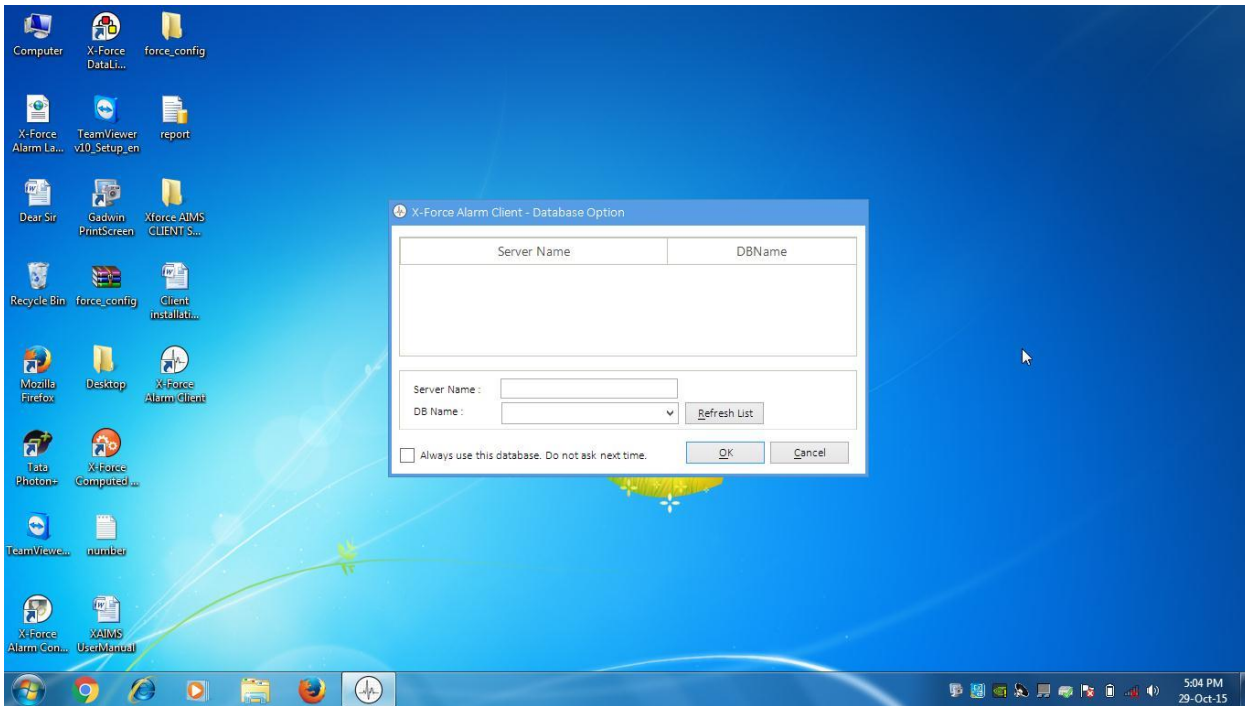 Computer
X-Force
DataLi...
force_config
X-Force
Alarm La...
TeamViewer
v10_Setup_en
report
Dear Sir
Gadwin
PrintScreen
Xforce AIMS
CLIENT S...
Recycle Bin
force_config
Client
installati...
Mozilla
Firefox
Desktop
X-Force
Alarm Client
Tata
Photon+
X-Force
Computed ...
TeamViewe...
number
X-Force
Alarm Con...
XAIMS
UserManual
X-Force Alarm Client - Database Option
Server Name DBName
Server Name :
DB Name : Refresh List
Always use this database. Do not ask next time. OK Cancel
5:04 PM
29-Oct-15